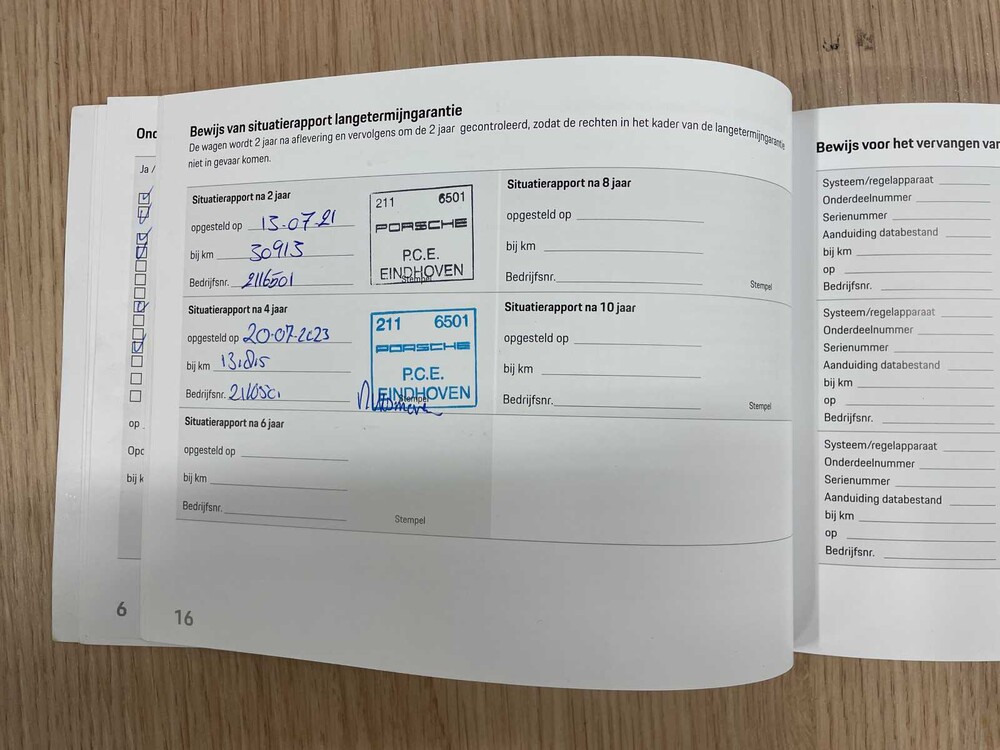 Ond
Ja /
op
Opd
bij k
6
Bewijs van situatierapport langetermijngarantie
De wagen wordt 2 jaar na aflevering en vervolgens om de 2 jaar gecontroleerd, zodat de rechten in het kader van de langetermijngarantie
niet in gevaar komen.
Situatierapport na 2 jaar
opgesteld op 13-07-21
bij km 30913
Bedrijfsnr. 2116501
211 6501
PORSCHE
P.C.E.
EINDHOVEN
Stempel
Situatierapport na 4 jaar
opgesteld op 20-07-2023
bij km
Bedrijfsnr.
211 6501
PORSCHE
P.C.E.
EINDHOVEN
Stempel
Situatierapport na 6 jaar
opgesteld op
bij km
Bedrijfsnr.
Stempel
Situatierapport na 8 jaar
opgesteld op
bij km
Bedrijfsnr.
Stempel
Situatierapport na 10 jaar
opgesteld op
bij km
Bedrijfsnr.
Stempel
16
Bewijs voor het vervangen van
Systeem/regelapparaat
Onderdeelnummer
Serienummer
Aanduiding databestand
bij km
op
Bedrijfsnr.
Systeem/regelapparaat
Onderdeelnummer
Serienummer
Aanduiding databestand
bij km
op
Bedrijfsnr.
Systeem/regelapparaat
Onderdeelnummer
Serienummer
Aanduiding databestand
bij km
op
Bedrijfsnr.